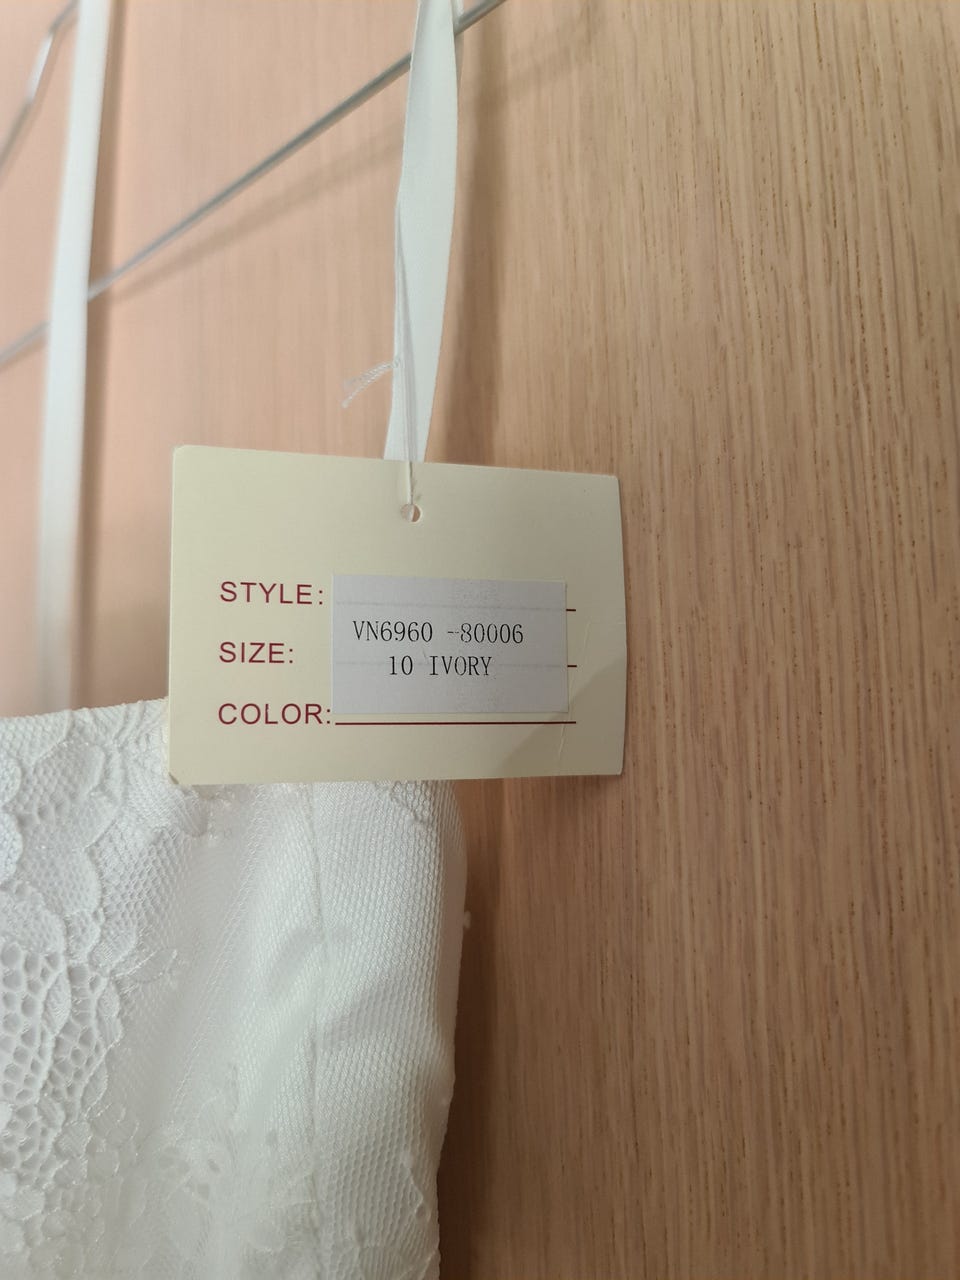 STYLE:
VN6960 -80006
SIZE:
10 IVORY
COLOR: